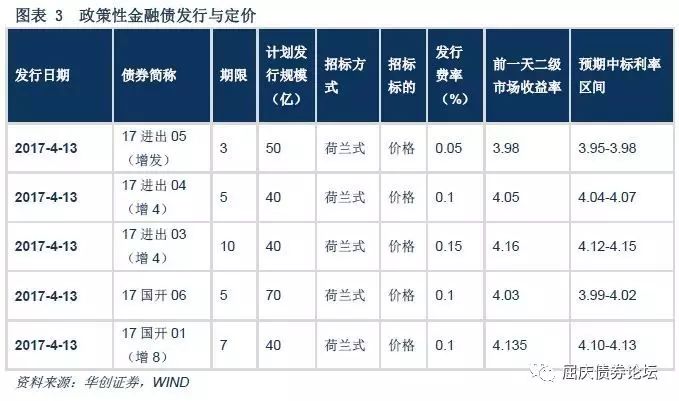 图表 3 政策性金融债发行与定价
发行日期 债券简称 期限 计划发行规模（亿） 招标方式 招标标的 发行费率（%） 前一天二级市场收益率 预期中标利率区间
2017-4-13 17 进出 05（增发） 3 50 荷兰式 价格 0.05 3.98 3.95-3.98
2017-4-13 17 进出 04（增 4） 5 40 荷兰式 价格 0.1 4.05 4.04-4.07
2017-4-13 17 进出 03（增 4） 10 40 荷兰式 价格 0.15 4.16 4.12-4.15
2017-4-13 17 国开 06 5 70 荷兰式 价格 0.1 4.03 3.99-4.02
2017-4-13 17 国开 01（增 8） 7 40 荷兰式 价格 0.1 4.135 4.10-4.13
资料来源：华创证券，WIND
屈庆债券论坛